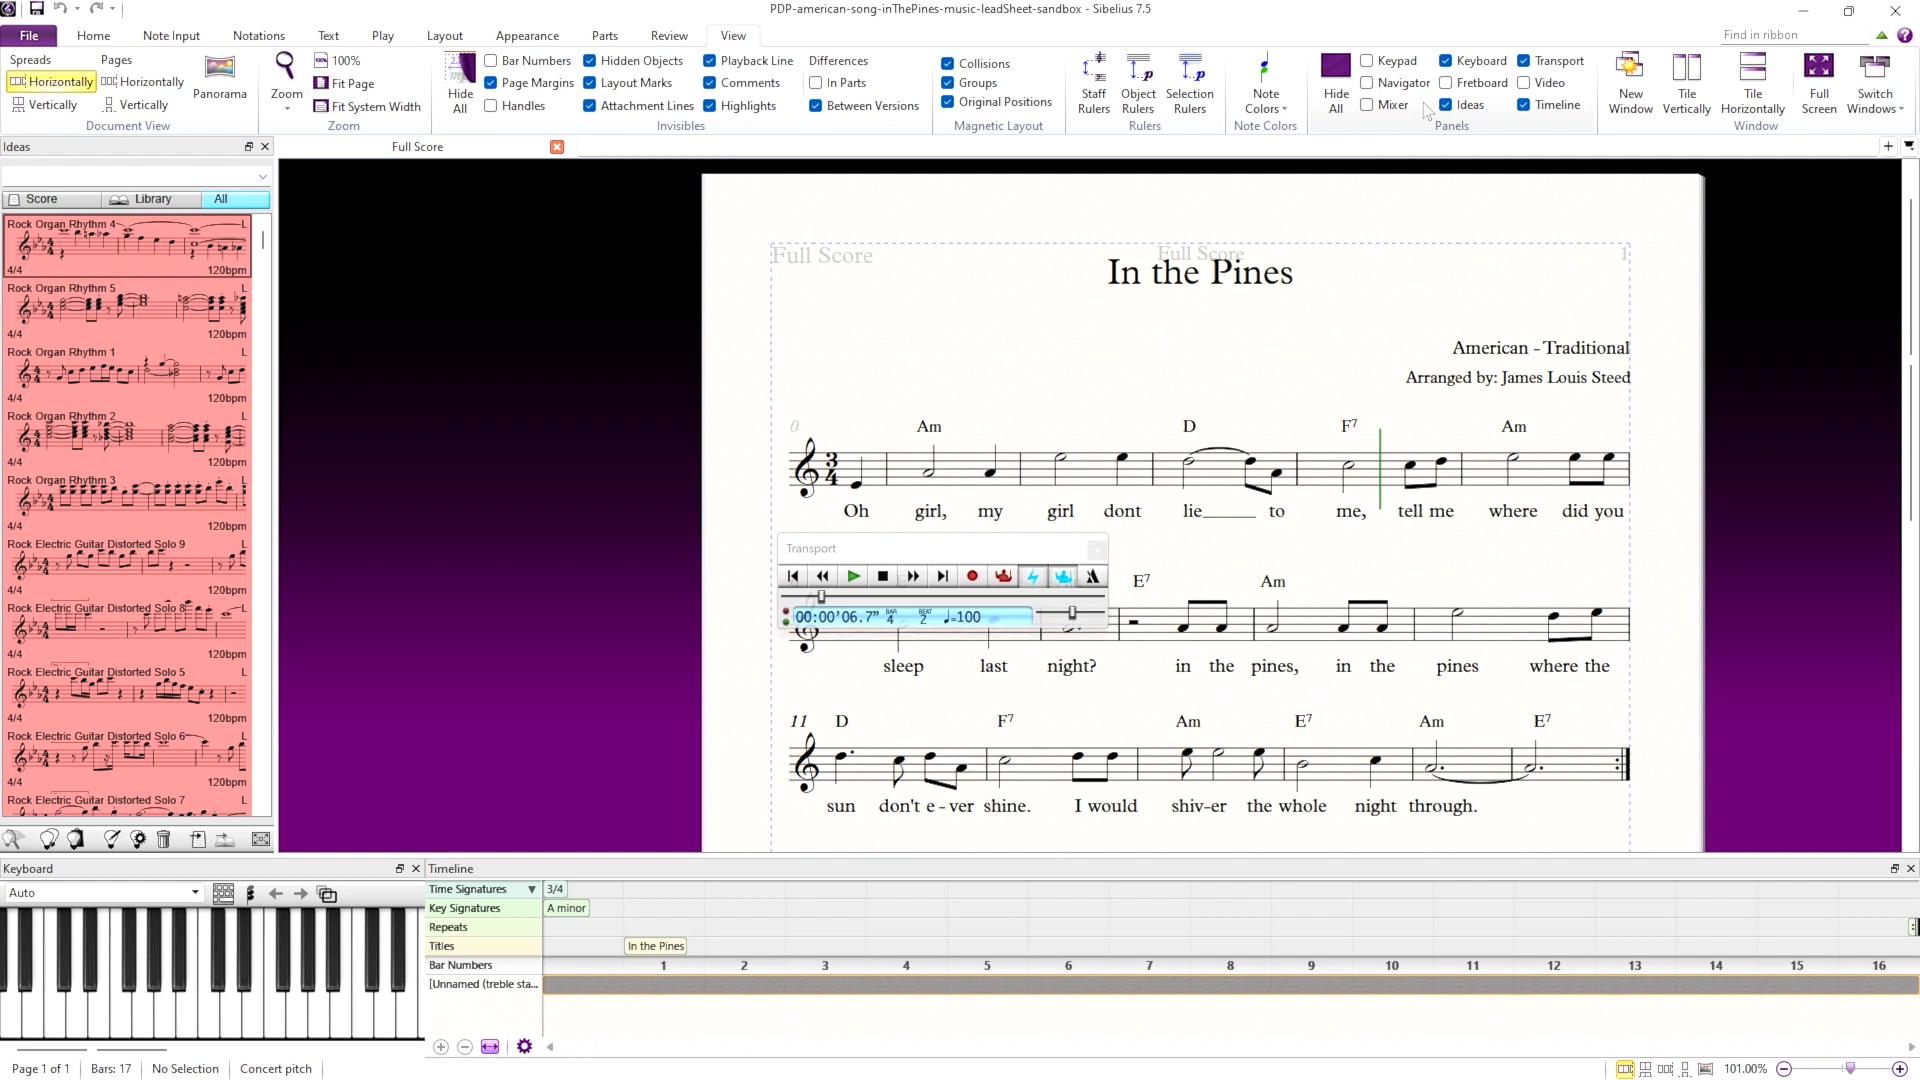 PDP-american-song-inThePines-music-leadSheet-sandbox - Sibelius 7.5
File Home Note Input Notations Text Play Layout Appearance Parts Review View Find in ribbon
Spreads Pages
Horizontally Horizontally
Vertically Vertically
Panorama
Document View
Zoom
100%
Fit Page
Fit System Width
Zoom
Hide All
Bar Numbers Hidden Objects Playback Line
Page Margins Layout Marks Comments
Handles Attachment Lines Highlights
Differences
In Parts
Between Versions
Invisibles
Collisions
Groups
Original Positions
Magnetic Layout
Staff Rulers
Object Rulers
Selection Rulers
Rulers
Note Colors
Note Colors
Hide All
Keypad Keyboard Transport
Navigator Fretboard Video
Mixer Ideas Timeline
Panels
New Window
Tile Vertically
Tile Horizontally
Full Screen
Switch Windows
Window
Ideas
Full Score
Score Library All
Rock Organ Rhythm 4 L
4/4 120bpm
Rock Organ Rhythm 5 L
4/4 120bpm
Rock Organ Rhythm 1 L
4/4 120bpm
Rock Organ Rhythm 2 L
4/4 120bpm
Rock Organ Rhythm 3 L
4/4 120bpm
Rock Electric Guitar Distorted Solo 9 L
4/4 120bpm
Rock Electric Guitar Distorted Solo 8 L
4/4 120bpm
Rock Electric Guitar Distorted Solo 5 L
4/4 120bpm
Rock Electric Guitar Distorted Solo 6 L
4/4 120bpm
Rock Electric Guitar Distorted Solo 7 L
Full Score Full Score 1
In the Pines
American - Traditional
Arranged by: James Louis Steed
0 Am D F7 Am
3
4
Oh girl, my girl dont lie_____ to me, tell me where did you
Transport
00:00'06.7" BAR 4 BEAT 2 ♩=100
E7 Am
sleep last night? in the pines, in the pines where the
11 D F7 Am E7 Am E7
sun don't e - ver shine. I would shiv-er the whole night through.
Keyboard
Auto
Timeline
Time Signatures 3/4
Key Signatures A minor
Repeats
Titles In the Pines
Bar Numbers 1 2 3 4 5 6 7 8 9 10 11 12 13 14 15 16
[Unnamed (treble sta...
Page 1 of 1 Bars: 17 No Selection Concert pitch 101.00%